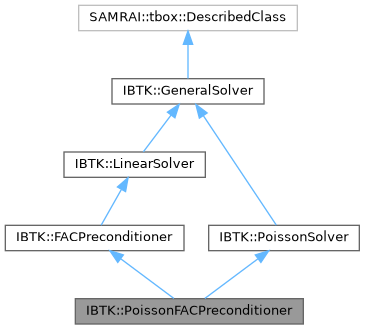 SAMRAI::tbox::DescribedClass
IBTK::GeneralSolver
IBTK::LinearSolver
IBTK::FACPreconditioner
IBTK::PoissonSolver
IBTK::PoissonFACPreconditioner